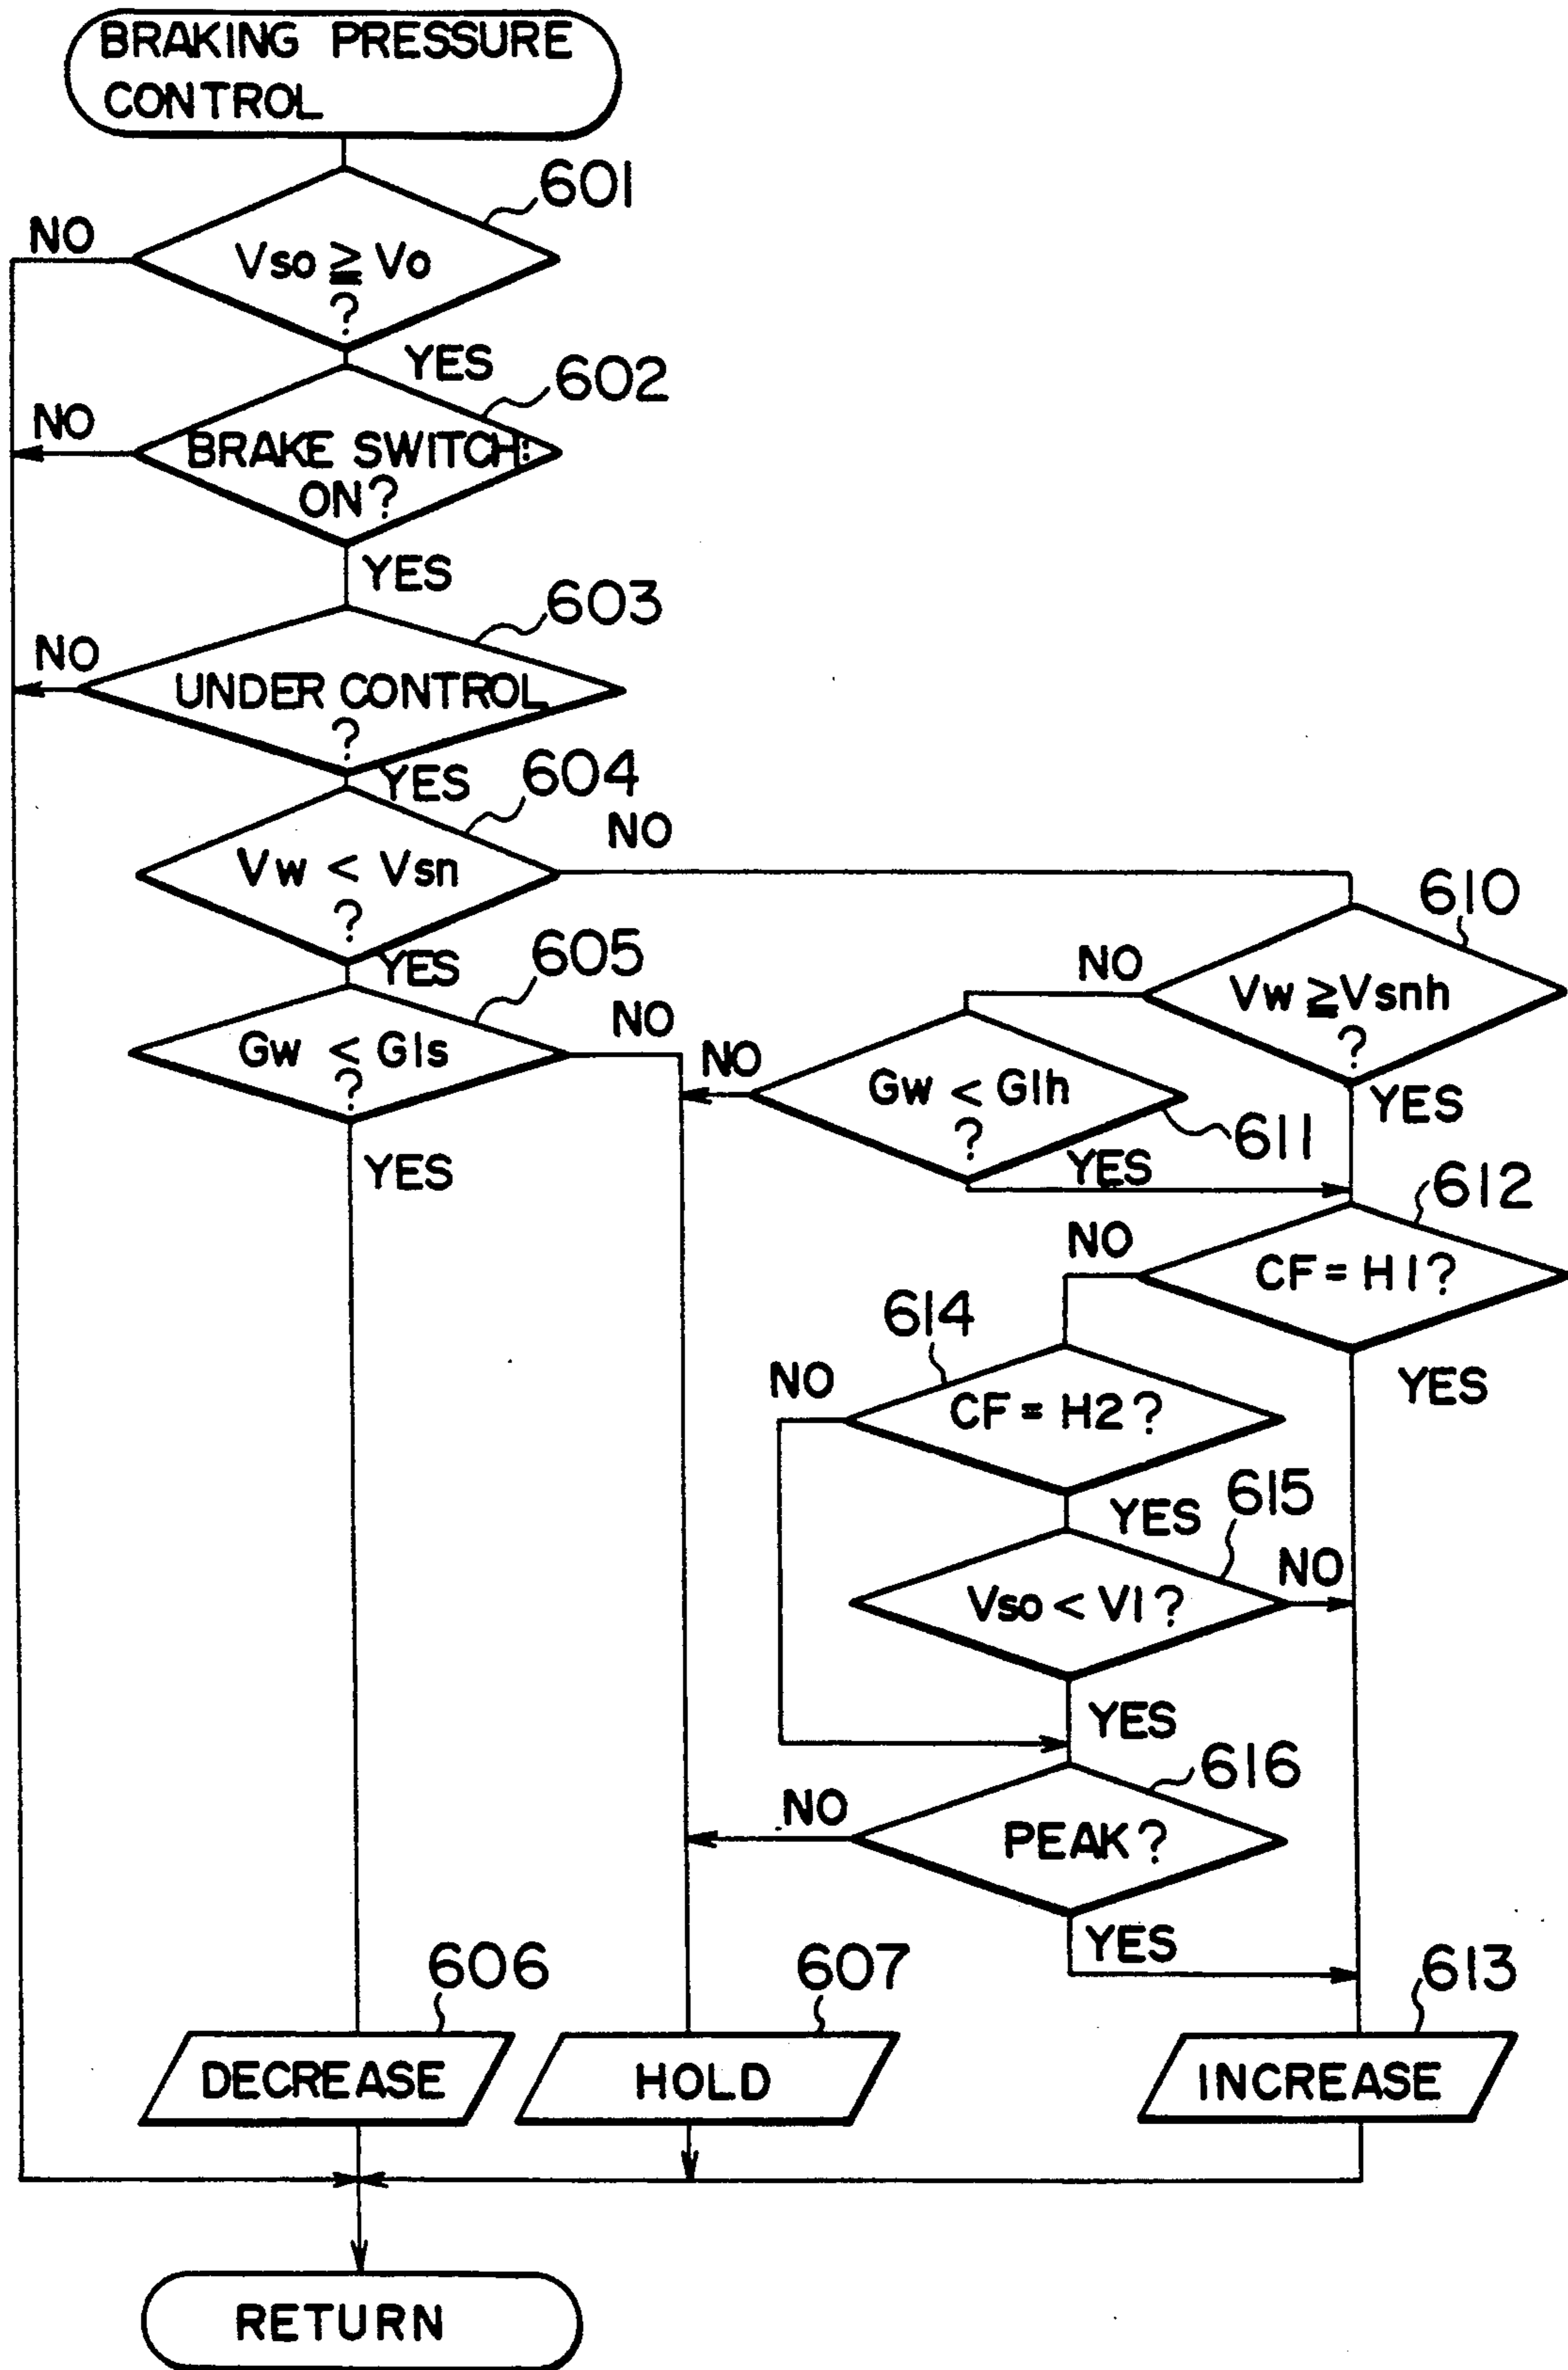 BRAKING PRESSURE
CONTROL
601
NO
Vso ≧ Vo
?
YES
602
NO
BRAKE SWITCH:
ON?
YES
603
NO
UNDER CONTROL
?
YES
604
NO
Vw < Vsn
?
YES
605
NO
Gw < G1s
?
YES
610
NO
Vw ≧ Vsnh
?
YES
NO
Gw < G1h
?
611
YES
612
NO
CF = H1?
YES
614
NO
CF = H2?
YES
615
NO
Vso < V1?
YES
616
NO
PEAK?
YES
606
DECREASE
607
HOLD
613
INCREASE
RETURN